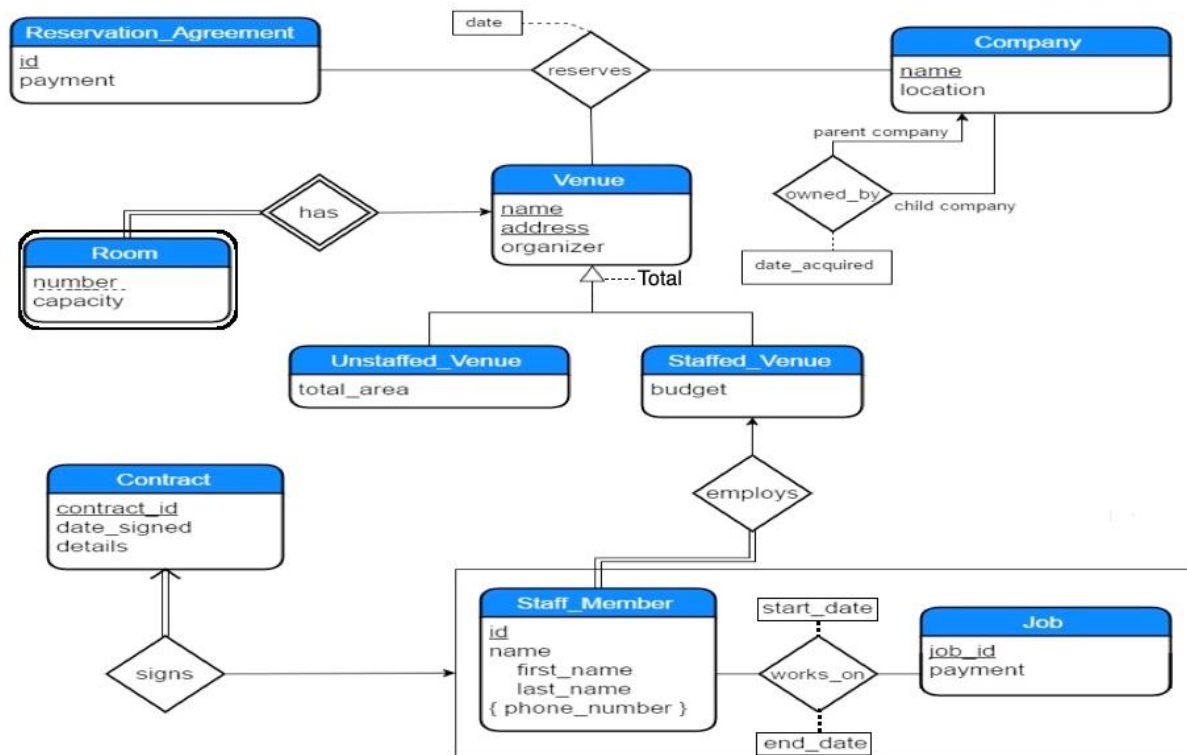 date
Reservation_Agreement
id
payment
reserves
Company
name
location
parent company
owned_by
child company
date_acquired
Venue
name
address
organizer
has
Room
number
capacity
Total
Unstaffed_Venue
total_area
Staffed_Venue
budget
employs
Contract
contract_id
date_signed
details
signs
Staff_Member
id
name
first_name
last_name
{ phone_number }
start_date
works_on
end_date
Job
job_id
payment